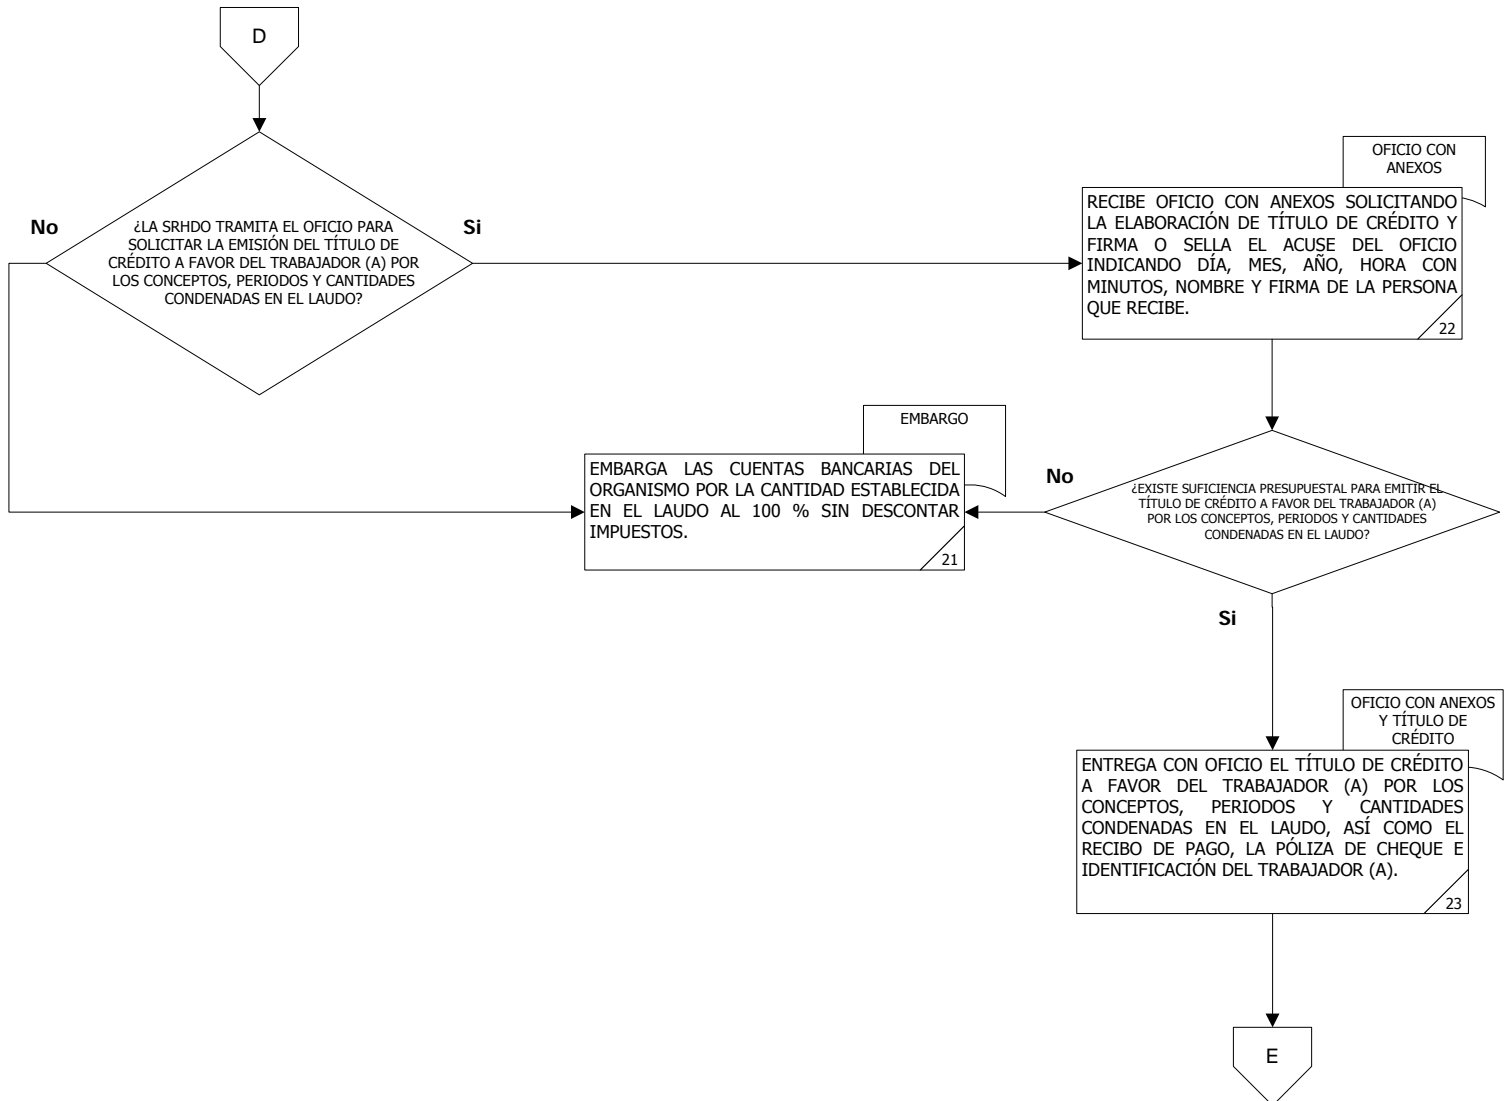 D
No
¿LA SRHDO TRAMITA EL OFICIO PARA
SOLICITAR LA EMISIÓN DEL TÍTULO DE
CRÉDITO A FAVOR DEL TRABAJADOR (A) POR
LOS CONCEPTOS, PERIODOS Y CANTIDADES
CONDENADAS EN EL LAUDO?
Si
OFICIO CON
ANEXOS
RECIBE OFICIO CON ANEXOS SOLICITANDO
LA ELABORACIÓN DE TÍTULO DE CRÉDITO Y
FIRMA O SELLA EL ACUSE DEL OFICIO
INDICANDO DÍA, MES, AÑO, HORA CON
MINUTOS, NOMBRE Y FIRMA DE LA PERSONA
QUE RECIBE.
22
EMBARGO
EMBARGA LAS CUENTAS BANCARIAS DEL
ORGANISMO POR LA CANTIDAD ESTABLECIDA
EN EL LAUDO AL 100 % SIN DESCONTAR
IMPUESTOS.
21
No
¿EXISTE SUFICIENCIA PRESUPUESTAL PARA EMITIR EL
TÍTULO DE CRÉDITO A FAVOR DEL TRABAJADOR (A)
POR LOS CONCEPTOS, PERIODOS Y CANTIDADES
CONDENADAS EN EL LAUDO?
Si
OFICIO CON ANEXOS
Y TÍTULO DE
CRÉDITO
ENTREGA CON OFICIO EL TÍTULO DE CRÉDITO
A FAVOR DEL TRABAJADOR (A) POR LOS
CONCEPTOS, PERIODOS Y CANTIDADES
CONDENADAS EN EL LAUDO, ASÍ COMO EL
RECIBO DE PAGO, LA PÓLIZA DE CHEQUE E
IDENTIFICACIÓN DEL TRABAJADOR (A).
23
E